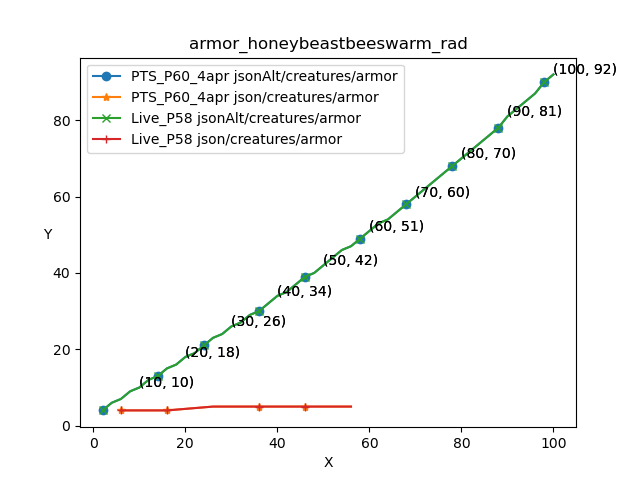 armor_honeybeastbeeswarm_rad
PTS_P60_4apr jsonAlt/creatures/armor
PTS_P60_4apr json/creatures/armor
Live_P58 jsonAlt/creatures/armor
Live_P58 json/creatures/armor
(100, 92)
(90, 81)
(80, 70)
(70, 60)
(60, 51)
(50, 42)
(40, 34)
(30, 26)
(20, 18)
(10, 10)
80
60
40
20
0
Y
0 20 40 60 80 100
X